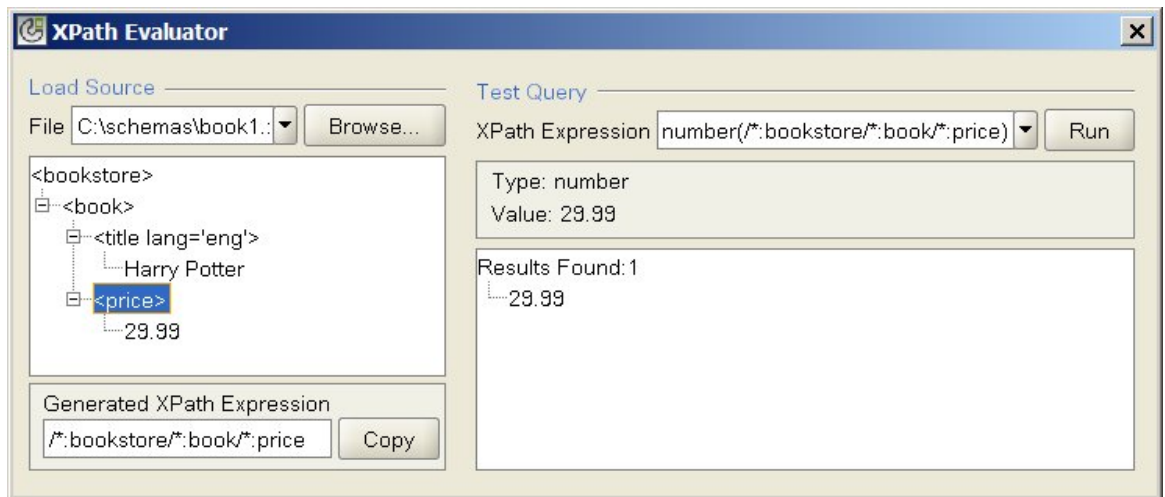 XPath Evaluator
Load Source
File C:\schemas\book1.: Browse...
<bookstore>
<book>
<title lang='eng'>
Harry Potter
<price>
29.99
Generated XPath Expression
/*:bookstore/*:book/*:price Copy
Test Query
XPath Expression number(/*:bookstore/*:book/*:price) Run
Type: number
Value: 29.99
Results Found:1
29.99